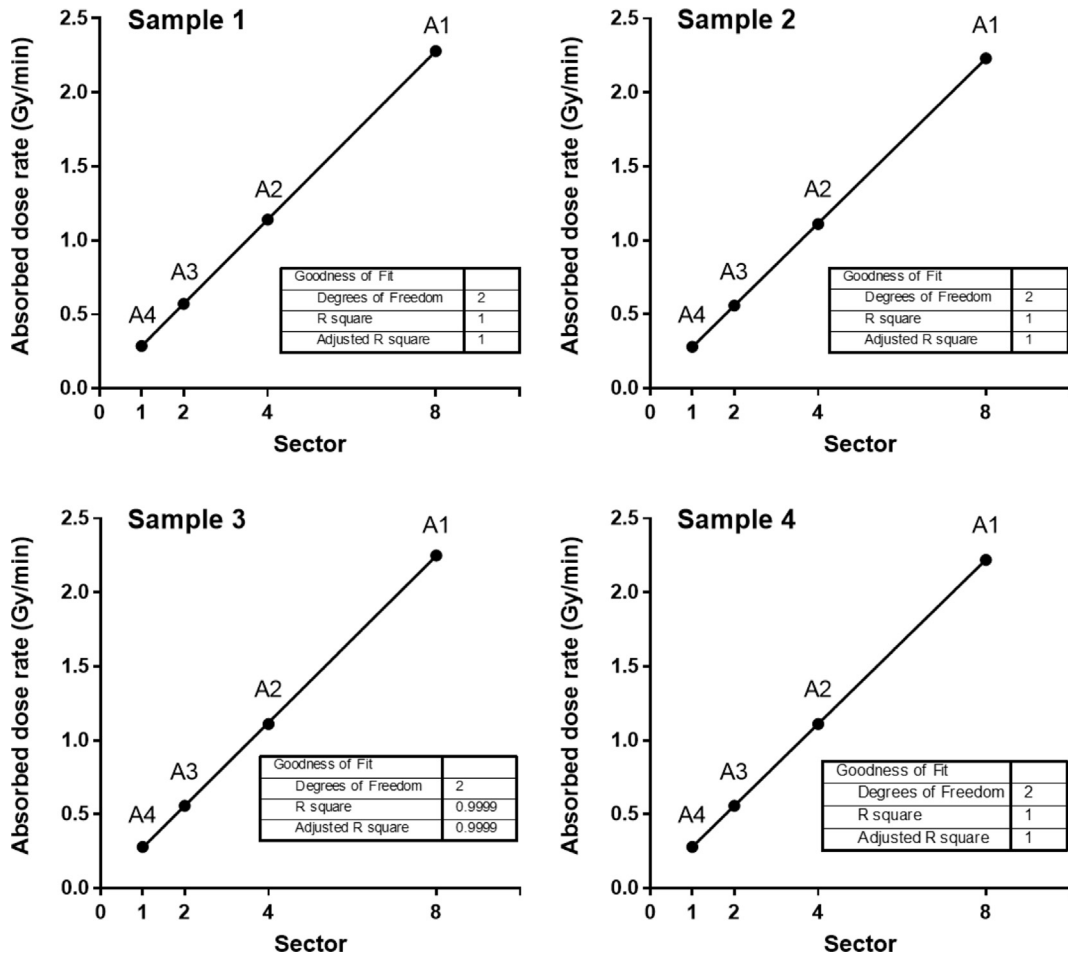 Sample 1
Absorbed dose rate (Gy/min)
2.5
2.0
1.5
1.0
0.5
0.0
A1
A2
A3
A4
Goodness of Fit
Degrees of Freedom 2
R square 1
Adjusted R square 1
0 1 2 4 8
Sector
Sample 2
Absorbed dose rate (Gy/min)
2.5
2.0
1.5
1.0
0.5
0.0
A1
A2
A3
A4
Goodness of Fit
Degrees of Freedom 2
R square 1
Adjusted R square 1
0 1 2 4 8
Sector
Sample 3
Absorbed dose rate (Gy/min)
2.5
2.0
1.5
1.0
0.5
0.0
A1
A2
A3
A4
Goodness of Fit
Degrees of Freedom 2
R square 0.9999
Adjusted R square 0.9999
0 1 2 4 8
Sector
Sample 4
Absorbed dose rate (Gy/min)
2.5
2.0
1.5
1.0
0.5
0.0
A1
A2
A3
A4
Goodness of Fit
Degrees of Freedom 2
R square 1
Adjusted R square 1
0 1 2 4 8
Sector